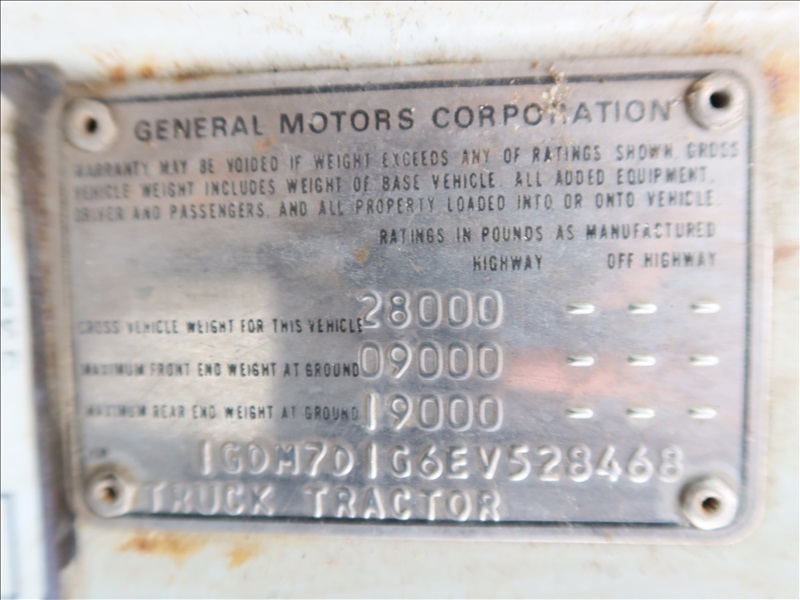 GENERAL MOTORS CORPORATION
WARRANTY MAY BE VOIDED IF WEIGHT EXCEEDS ANY OF RATINGS SHOWN. GROSS
VEHICLE WEIGHT INCLUDES WEIGHT OF BASE VEHICLE, ALL ADDED EQUIPMENT,
DRIVER AND PASSENGERS, AND ALL PROPERTY LOADED INTO OR ONTO VEHICLE.
RATINGS IN POUNDS AS MANUFACTURED
HIGHWAY OFF HIGHWAY
GROSS VEHICLE WEIGHT FOR THIS VEHICLE 28000 - - -
MAXIMUM FRONT END WEIGHT AT GROUND 09000 - - -
MAXIMUM REAR END WEIGHT AT GROUND 19000 - - -
1GDM7D1G6EV528468
TRUCK TRACTOR